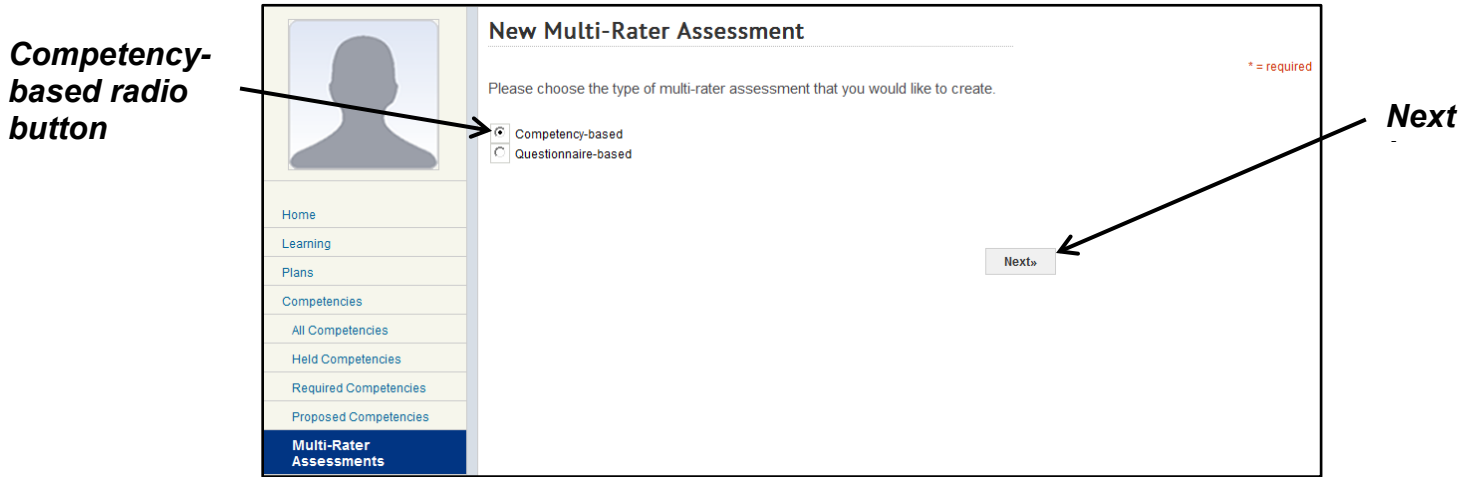 Competency-
based radio
button
New Multi-Rater Assessment
* = required
Please choose the type of multi-rater assessment that you would like to create.
Competency-based
Questionnaire-based
Next»
Next
Home
Learning
Plans
Competencies
All Competencies
Held Competencies
Required Competencies
Proposed Competencies
Multi-Rater
Assessments